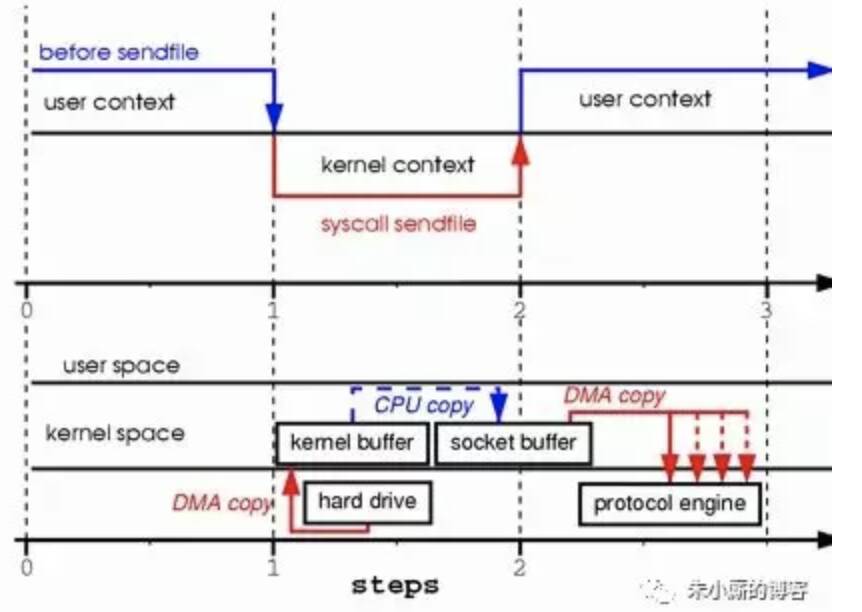 before sendfile
user context
user context
kernel context
syscall sendfile
0
1
2
3
user space
CPU copy
DMA copy
kernel space
kernel buffer
socket buffer
DMA copy
hard drive
protocol engine
0
1
2
steps
朱小厮的博客